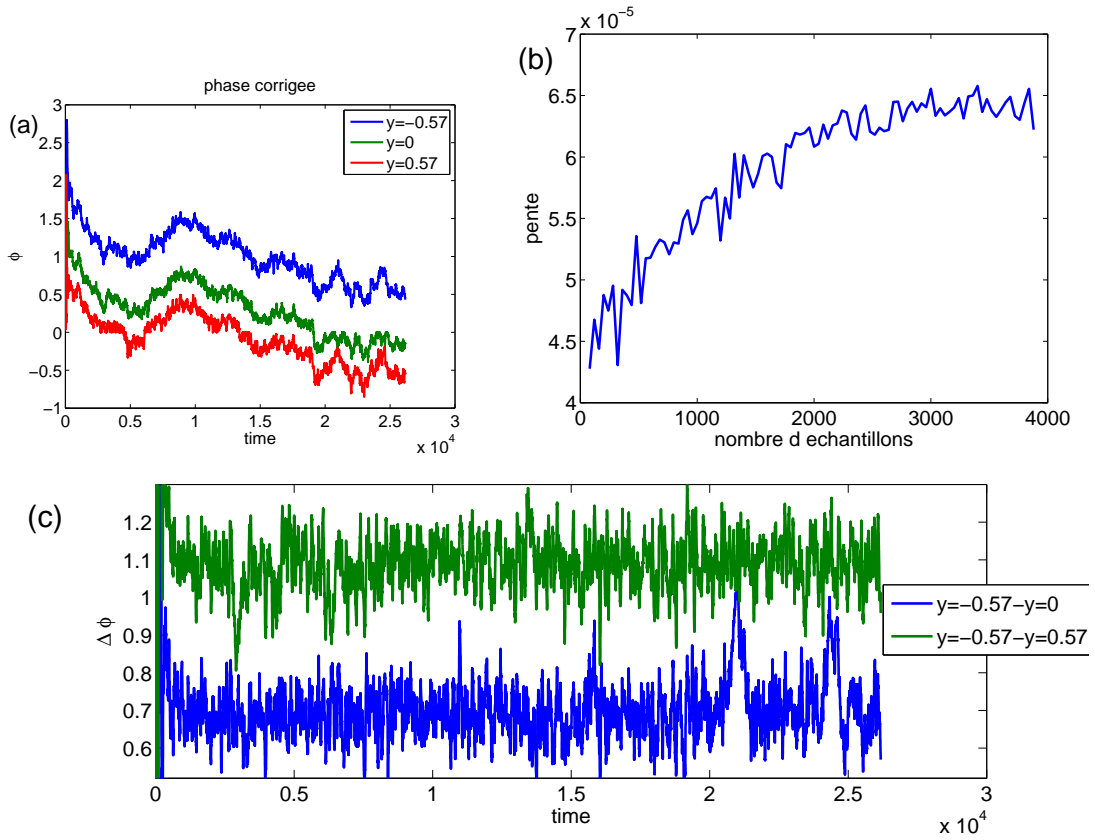 (a)
phase corrigee
3
2.5
2
1.5
1
0.5
0
−0.5
−1
ϕ
y=−0.57
y=0
y=0.57
0 0.5 1 1.5 2 2.5 3
x 10^4
time
(b)
x 10^−5
7
6.5
6
5.5
5
4.5
4
pente
0 1000 2000 3000 4000
nombre d echantillons
(c)
1.2
1.1
1
0.9
0.8
0.7
0.6
Δ ϕ
y=−0.57−y=0
y=−0.57−y=0.57
0 0.5 1 1.5 2 2.5 3
x 10^4
time